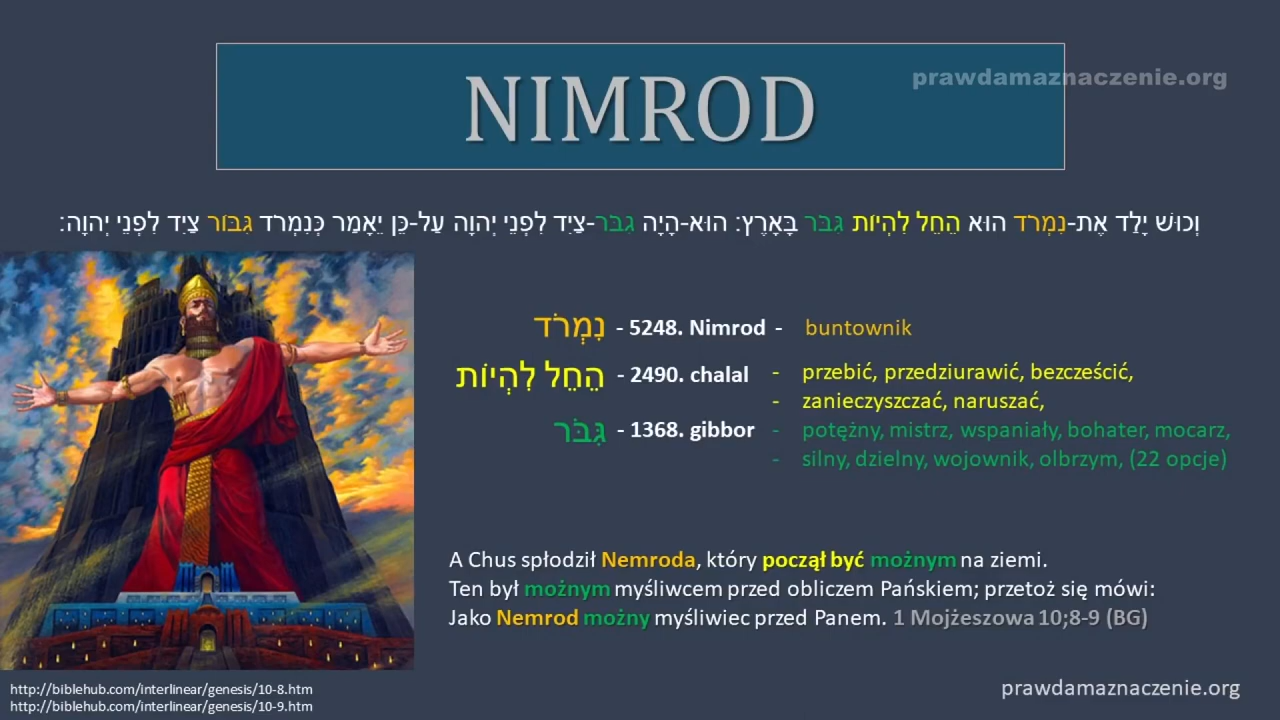 NIMROD
prawdamaznaczenie.org
וְכוּשׁ יָלַד אֶת-נִמְרֹד הוּא הֵחֵל לִהְיוֹת גִּבֹּר בָּאָרֶץ׃ הוּא-הָיָה גִבֹּר-צַיִד לִפְנֵי יְהוָה עַל-כֵּן יֵאָמַר כְּנִמְרֹד גִּבּוֹר צַיִד לִפְנֵי יְהוָה׃
נִמְרֹד - 5248. Nimrod - buntownik
הֵחֵל לִהְיוֹת - 2490. chalal - przebić, przedziurawić, bezcześcić,
- zanieczyszczać, naruszać,
גִּבֹּר - 1368. gibbor - potężny, mistrz, wspaniały, bohater, mocarz,
- silny, dzielny, wojownik, olbrzym, (22 opcje)
A Chus spłodził Nemroda, który począł być możnym na ziemi.
Ten był możnym myśliwcem przed obliczem Pańskiem; przetoż się mówi:
Jako Nemrod możny myśliwiec przed Panem. 1 Mojżeszowa 10;8-9 (BG)
http://biblehub.com/interlinear/genesis/10-8.htm
http://biblehub.com/interlinear/genesis/10-9.htm
prawdamaznaczenie.org